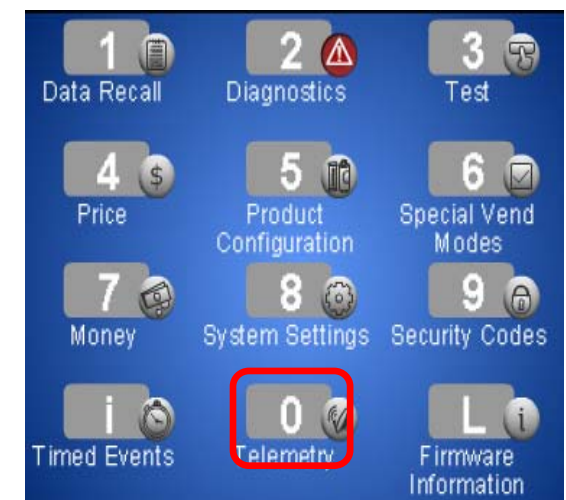 1 2 3
Data Recall Diagnostics Test
4 $ 5 6
Price Product Special Vend
Configuration Modes
7 8 9
Money System Settings Security Codes
i 0 L i
Timed Events Telemetry Firmware
Information